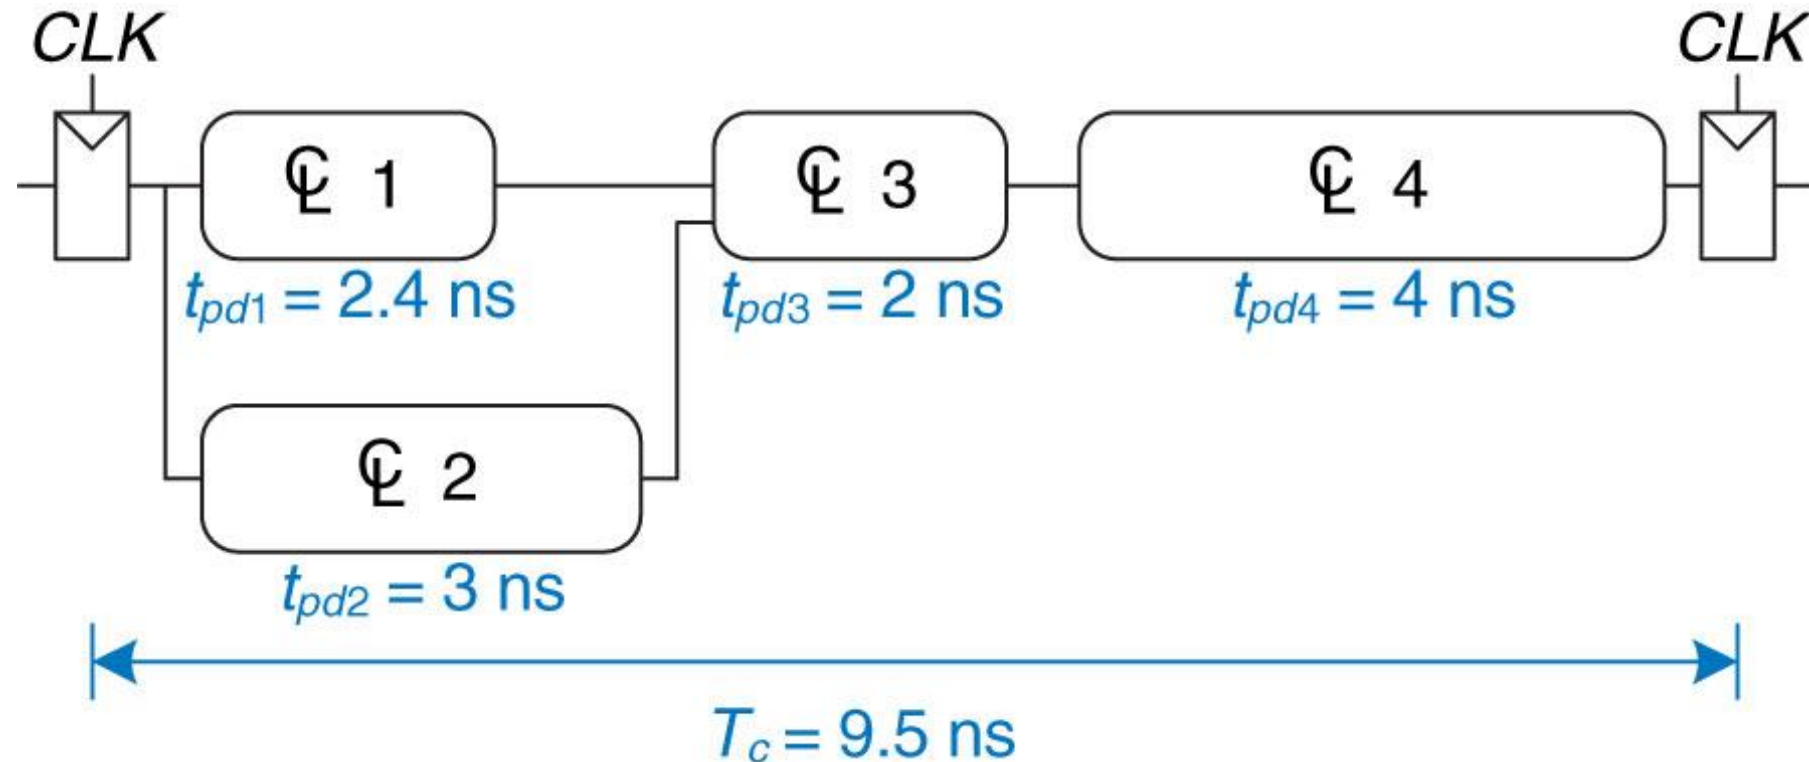 CLK CLK
CL 1 CL 3 CL 4
tpd1 = 2.4 ns tpd3 = 2 ns tpd4 = 4 ns
CL 2
tpd2 = 3 ns
Tc = 9.5 ns